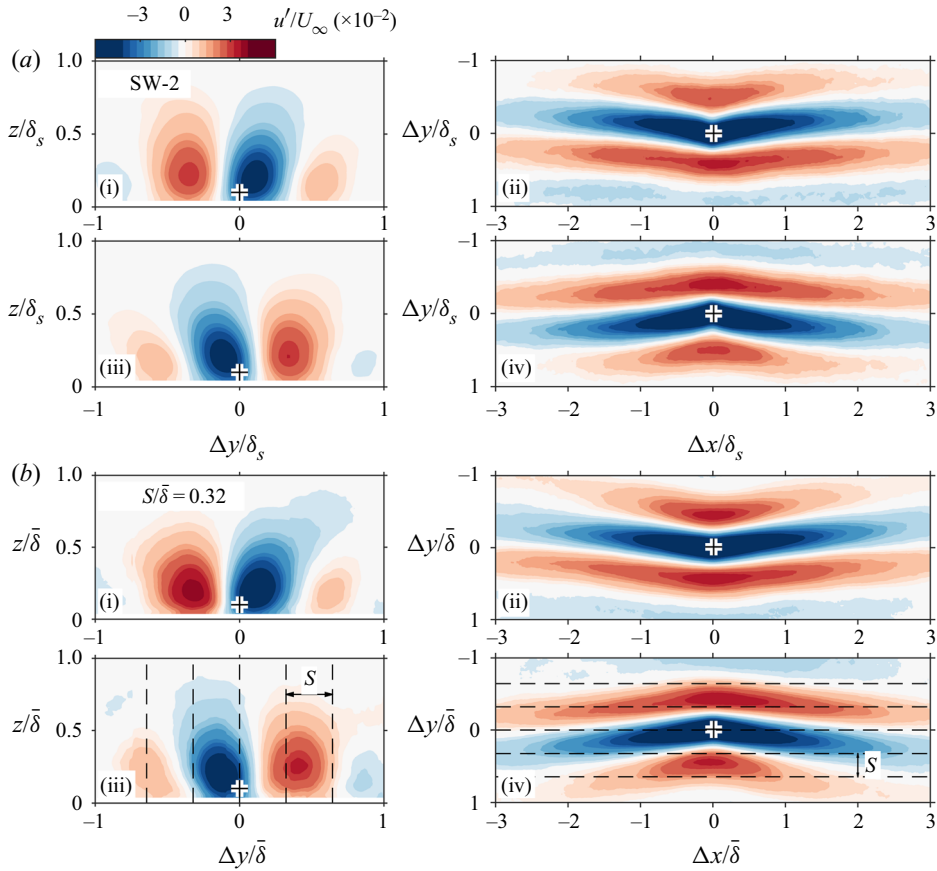 −3 0 3 u′/U∞ (×10−2)
(a) 1.0 SW-2 z/δs 0.5 0 (i) −1 0 1
−1 Δy/δs 0 1 (ii) −3 −2 −1 0 1 2 3
1.0 z/δs 0.5 0 (iii) −1 0 1 Δy/δs
−1 Δy/δs 0 1 (iv) −3 −2 −1 0 1 2 3 Δx/δs
(b) 1.0 S/δ̄ = 0.32 z/δ̄ 0.5 0 (i) −1 0 1
−1 Δy/δ̄ 0 1 (ii) −3 −2 −1 0 1 2 3
1.0 S z/δ̄ 0.5 0 (iii) −1 0 1 Δy/δ̄
−1 Δy/δ̄ 0 S 1 (iv) −3 −2 −1 0 1 2 3 Δx/δ̄